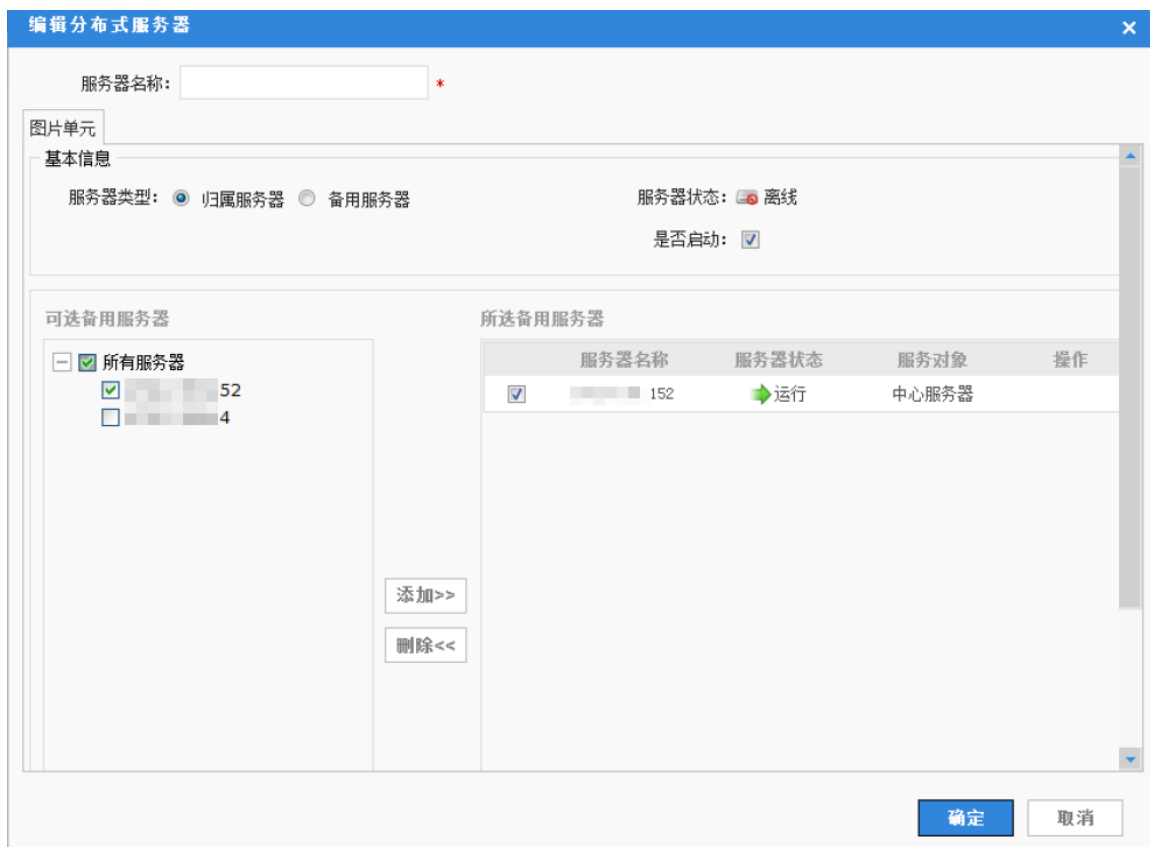 编辑分布式服务器
服务器名称: *
图片单元
基本信息
服务器类型: 归属服务器 备用服务器
服务器状态: 离线
是否启动:
可选备用服务器
所选备用服务器
所有服务器
52
4
服务器名称 服务器状态 服务对象 操作
152 运行 中心服务器
添加>>
删除<<
确定 取消